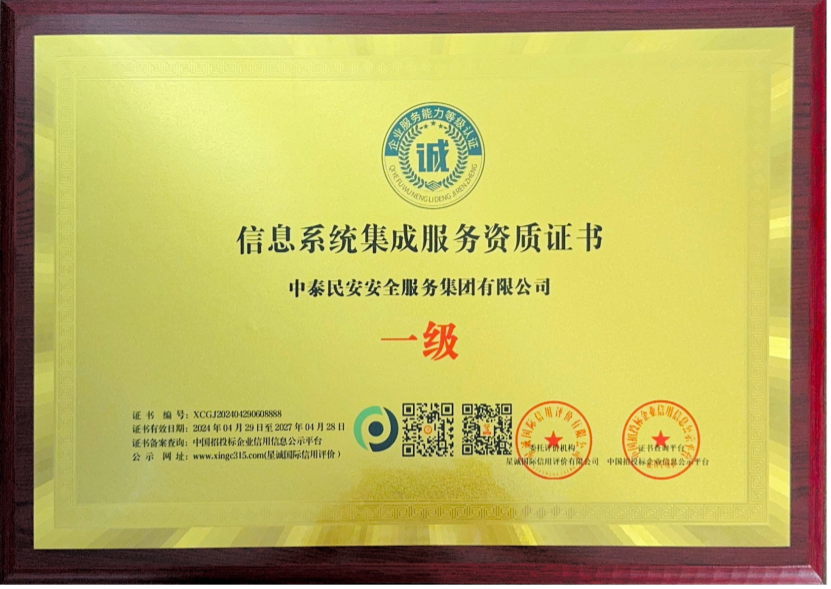 企业服务能力等级认证
诚
QIYEFUWUNENGLIDENGJIRENZHENG
信息系统集成服务资质证书
中泰民安安全服务集团有限公司
一级
证书 编号：XCGJ202404290608888
证书有效日期：2024年04月29日至2027年04月28日
证书备案查询：中国招投标企业信用信息公示平台
公示 网址：www.xingc315.com(星诚国际信用评价)
星诚国际信用评价有限公司
委托评价机构
星诚国际信用评价有限公司
中国招投标企业信用信息公示平台
证书查询平台
中国招投标企业信息公示平台